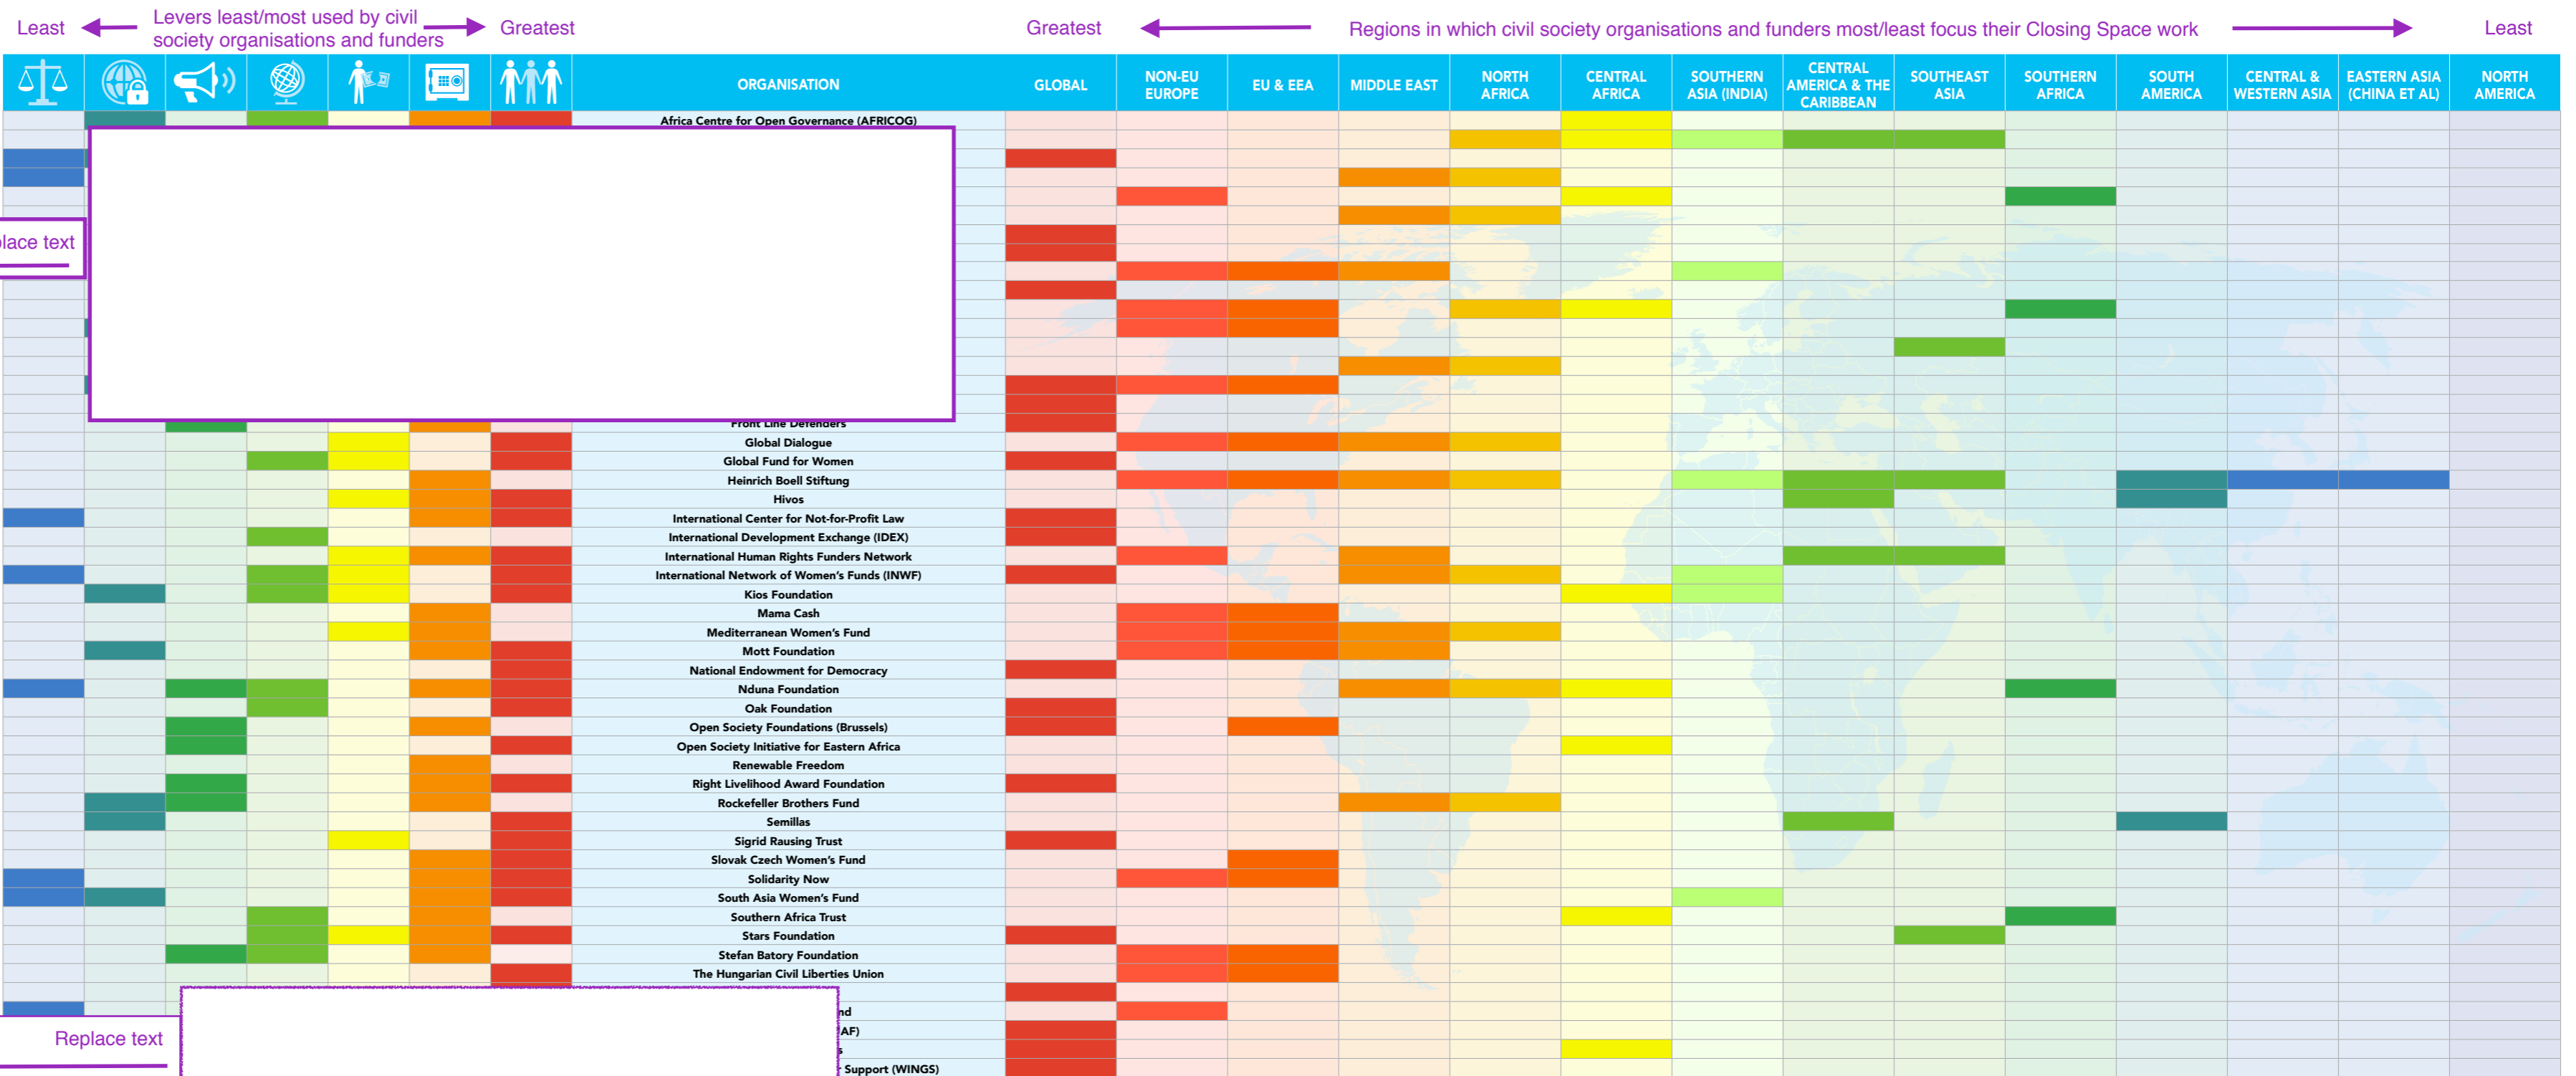 Least
Levers least/most used by civil
society organisations and funders
Greatest
Greatest
Regions in which civil society organisations and funders most/least focus their Closing Space work
Least
ORGANISATION
GLOBAL
NON-EU
EUROPE
EU & EEA
MIDDLE EAST
NORTH
AFRICA
CENTRAL
AFRICA
SOUTHERN
ASIA (INDIA)
CENTRAL
AMERICA & THE
CARIBBEAN
SOUTHEAST
ASIA
SOUTHERN
AFRICA
SOUTH
AMERICA
CENTRAL &
WESTERN ASIA
EASTERN ASIA
(CHINA ET AL)
NORTH
AMERICA
Africa Centre for Open Governance (AFRICOG)
lace text
Front Line Defenders
Global Dialogue
Global Fund for Women
Heinrich Boell Stiftung
Hivos
International Center for Not-for-Profit Law
International Development Exchange (IDEX)
International Human Rights Funders Network
International Network of Women's Funds (INWF)
Kios Foundation
Mama Cash
Mediterranean Women's Fund
Mott Foundation
National Endowment for Democracy
Nduna Foundation
Oak Foundation
Open Society Foundations (Brussels)
Open Society Initiative for Eastern Africa
Renewable Freedom
Right Livelihood Award Foundation
Rockefeller Brothers Fund
Semillas
Sigrid Rausing Trust
Slovak Czech Women's Fund
Solidarity Now
South Asia Women's Fund
Southern Africa Trust
Stars Foundation
Stefan Batory Foundation
The Hungarian Civil Liberties Union
nd
AF)
Replace text
s
Support (WINGS)